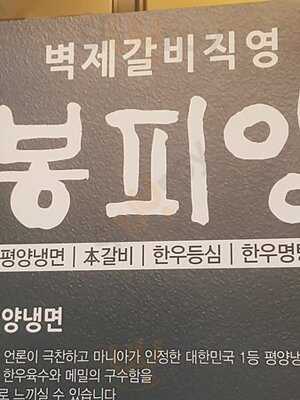 벽제갈비직영
봉피양
평양냉면 | 本갈비 | 한우등심 | 한우명
양냉면
언론이 극찬하고 마니아가 인정한 대한민국 1등 평양냉
한우육수와 메밀의 구수함을
로 느끼실 수 있습니다